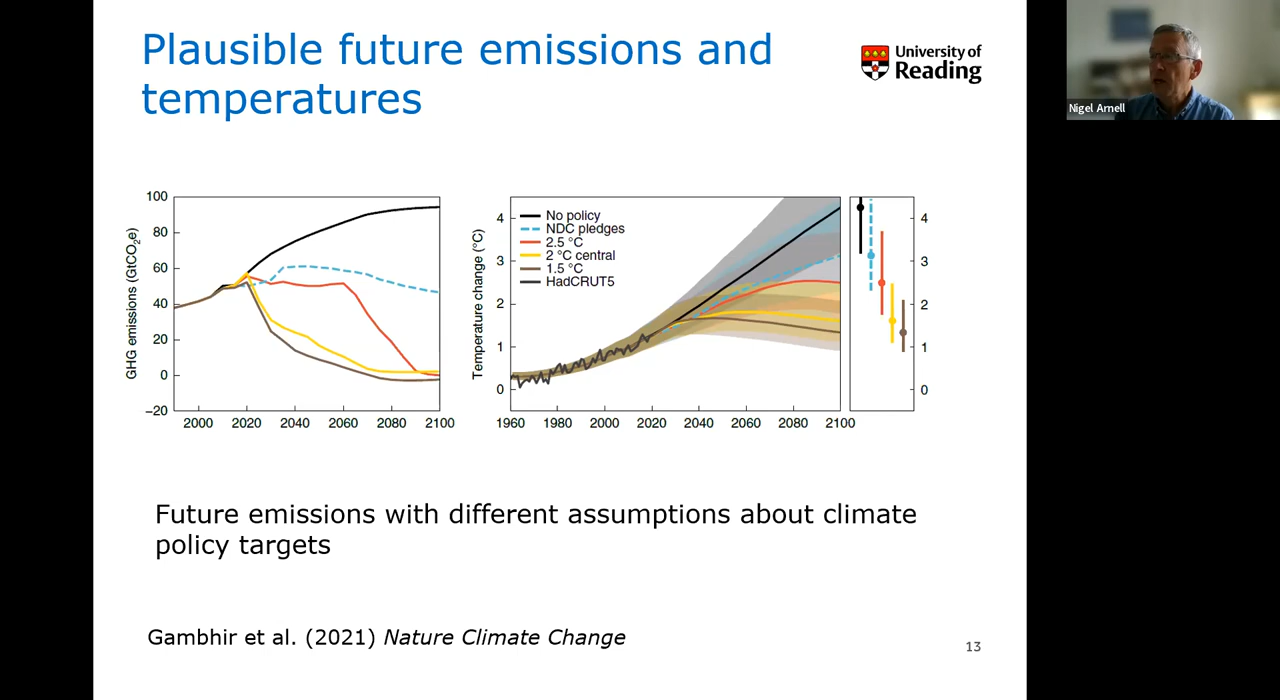 Plausible future emissions and
temperatures
University of
Reading
Nigel Arnell
GHG emissions (GtCO2e)
100
80
60
40
20
0
−20
2000 2020 2040 2060 2080 2100
Temperature change (°C)
4
3
2
1
0
No policy
NDC pledges
2.5 °C
2 °C central
1.5 °C
HadCRUT5
1960 1980 2000 2020 2040 2060 2080 2100
4
3
2
1
0
Future emissions with different assumptions about climate
policy targets
Gambhir et al. (2021) Nature Climate Change
13